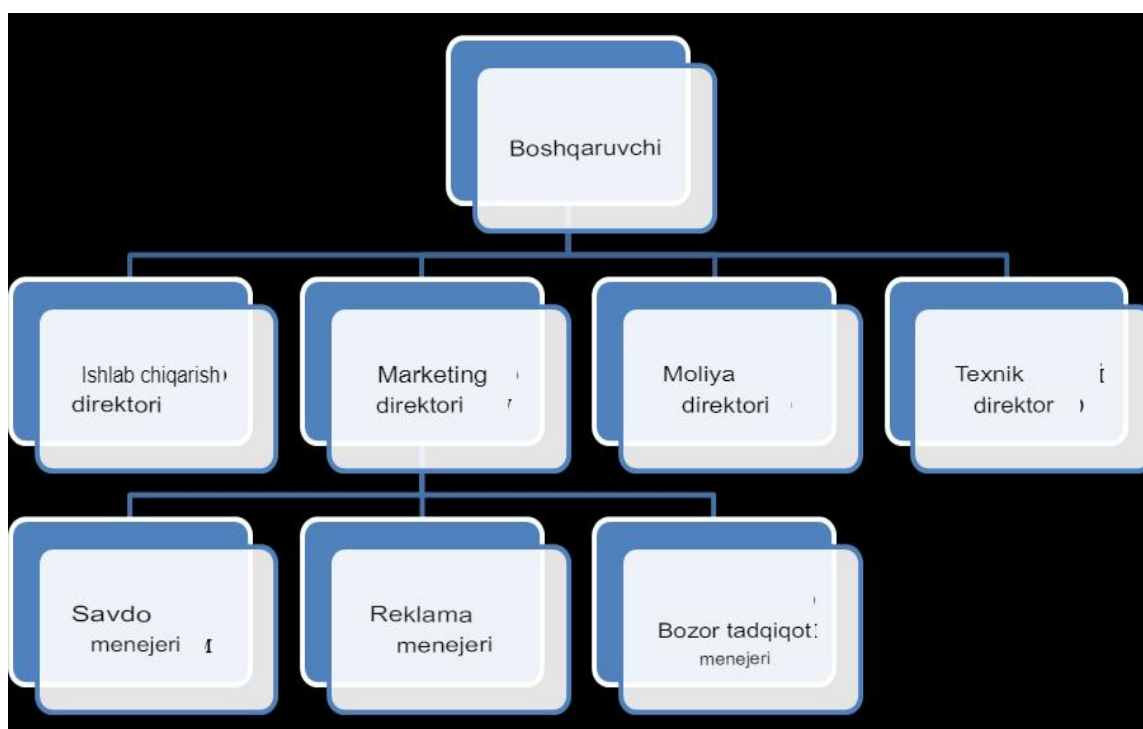 Boshqaruvchi
Ishlab chiqarish
direktori
Marketing
direktori
Moliya
direktori
Texnik
direktor
Savdo
menejeri
Reklama
menejeri
Bozor tadqiqot
menejeri